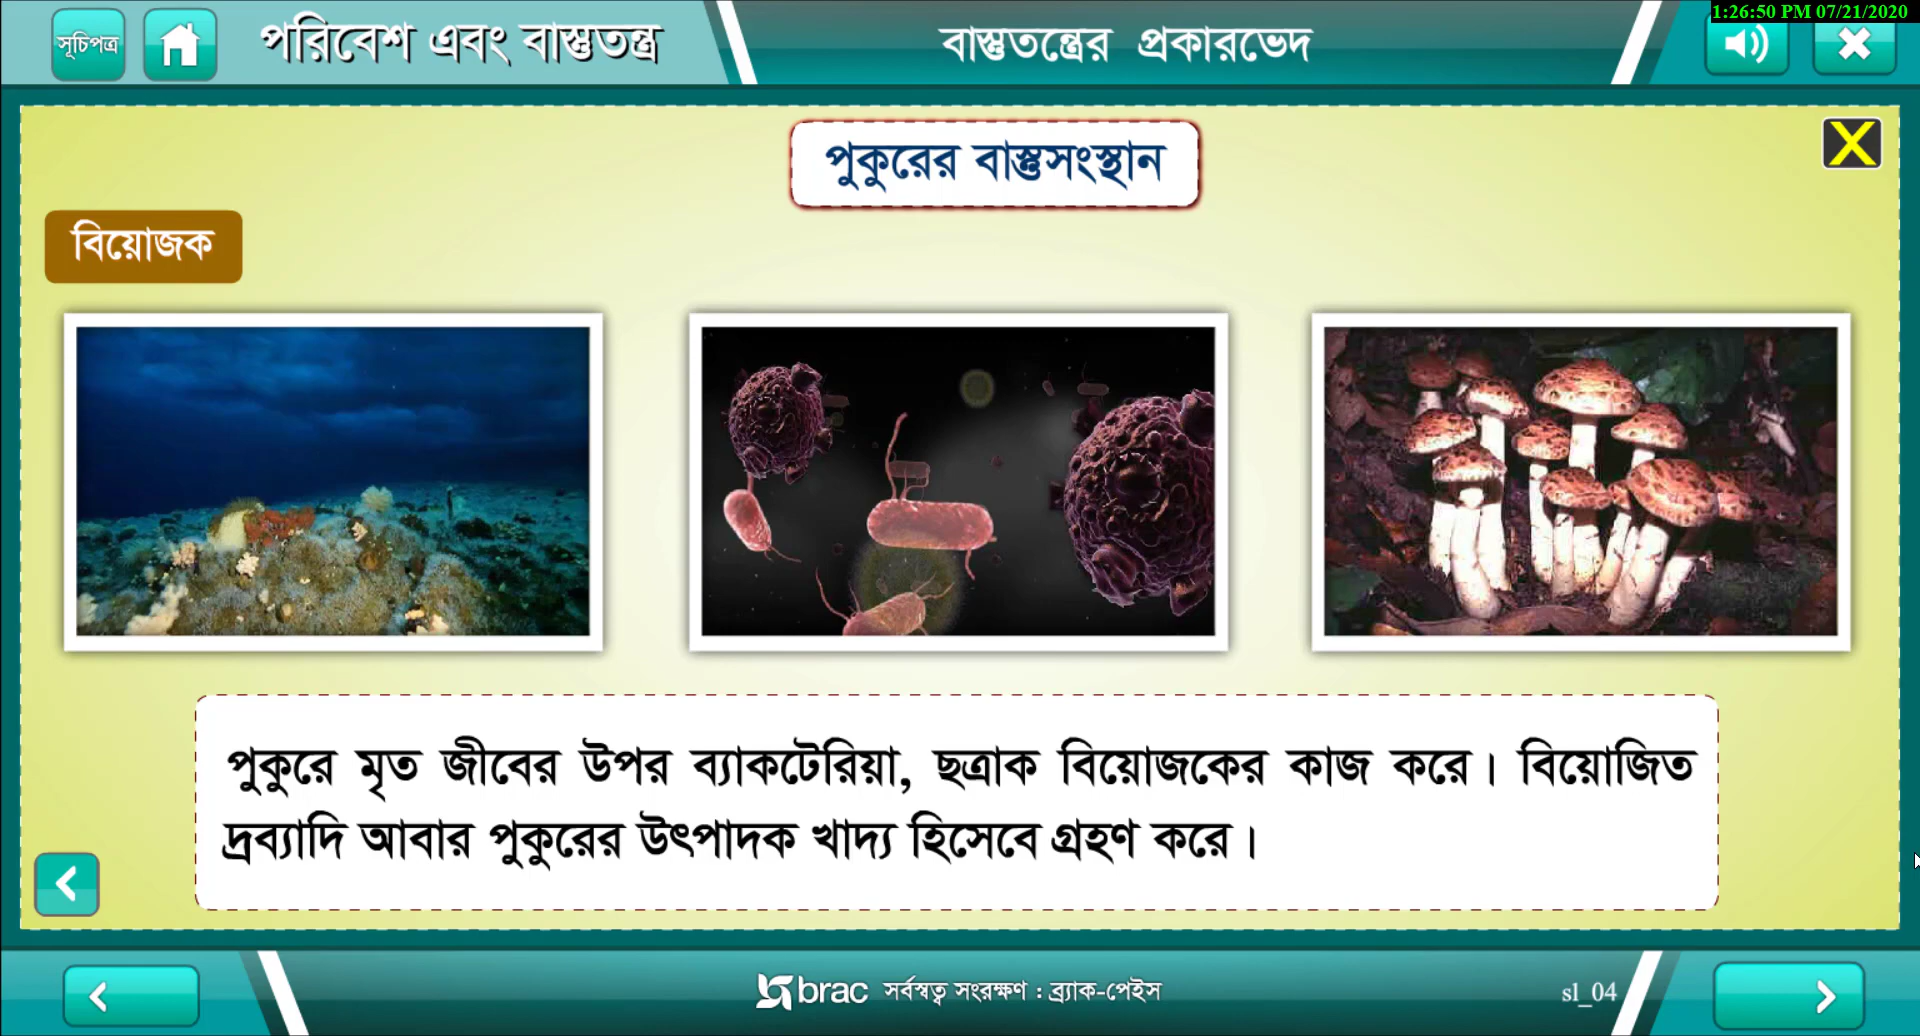 1:26:50 PM 07/21/2020
সূচিপত্র
পরিবেশ এবং বাস্তুতন্ত্র
বাস্তুতন্ত্রের প্রকারভেদ
পুকুরের বাস্তুসংস্থান
X
বিয়োজক
পুকুরে মৃত জীবের উপর ব্যাকটেরিয়া, ছত্রাক বিয়োজকের কাজ করে। বিয়োজিত
দ্রব্যাদি আবার পুকুরের উৎপাদক খাদ্য হিসেবে গ্রহণ করে।
brac সর্বস্বত্ব সংরক্ষণ : ব্র্যাক-পেইস
sl_04